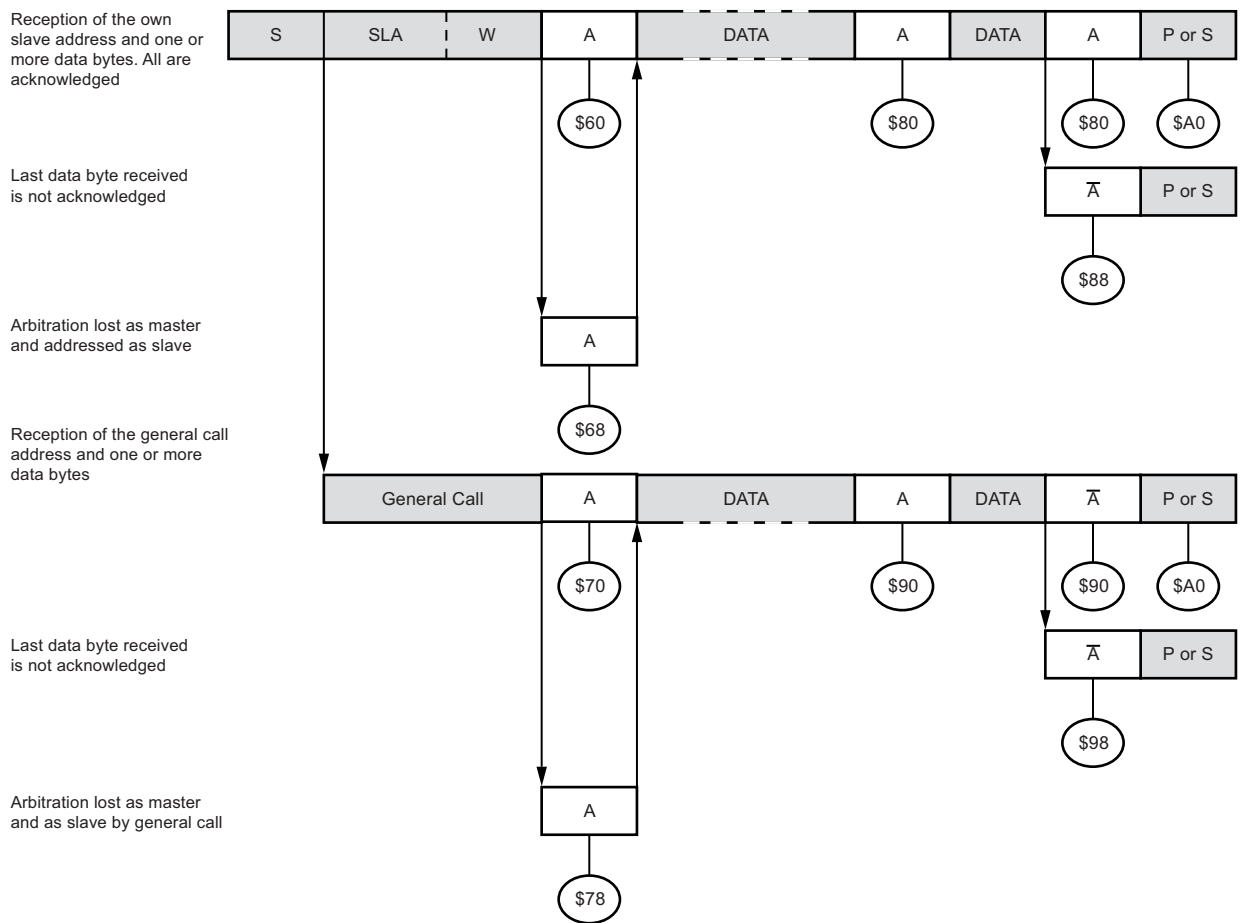 Reception of the own
slave address and one or
more data bytes. All are
acknowledged
S SLA W A DATA A DATA A P or S
$60 $80 $80 $A0
Last data byte received
is not acknowledged
A̅ P or S
$88
Arbitration lost as master
and addressed as slave
A
$68
Reception of the general call
address and one or more
data bytes
General Call A DATA A DATA A̅ P or S
$70 $90 $90 $A0
Last data byte received
is not acknowledged
A̅ P or S
$98
Arbitration lost as master
and as slave by general call
A
$78